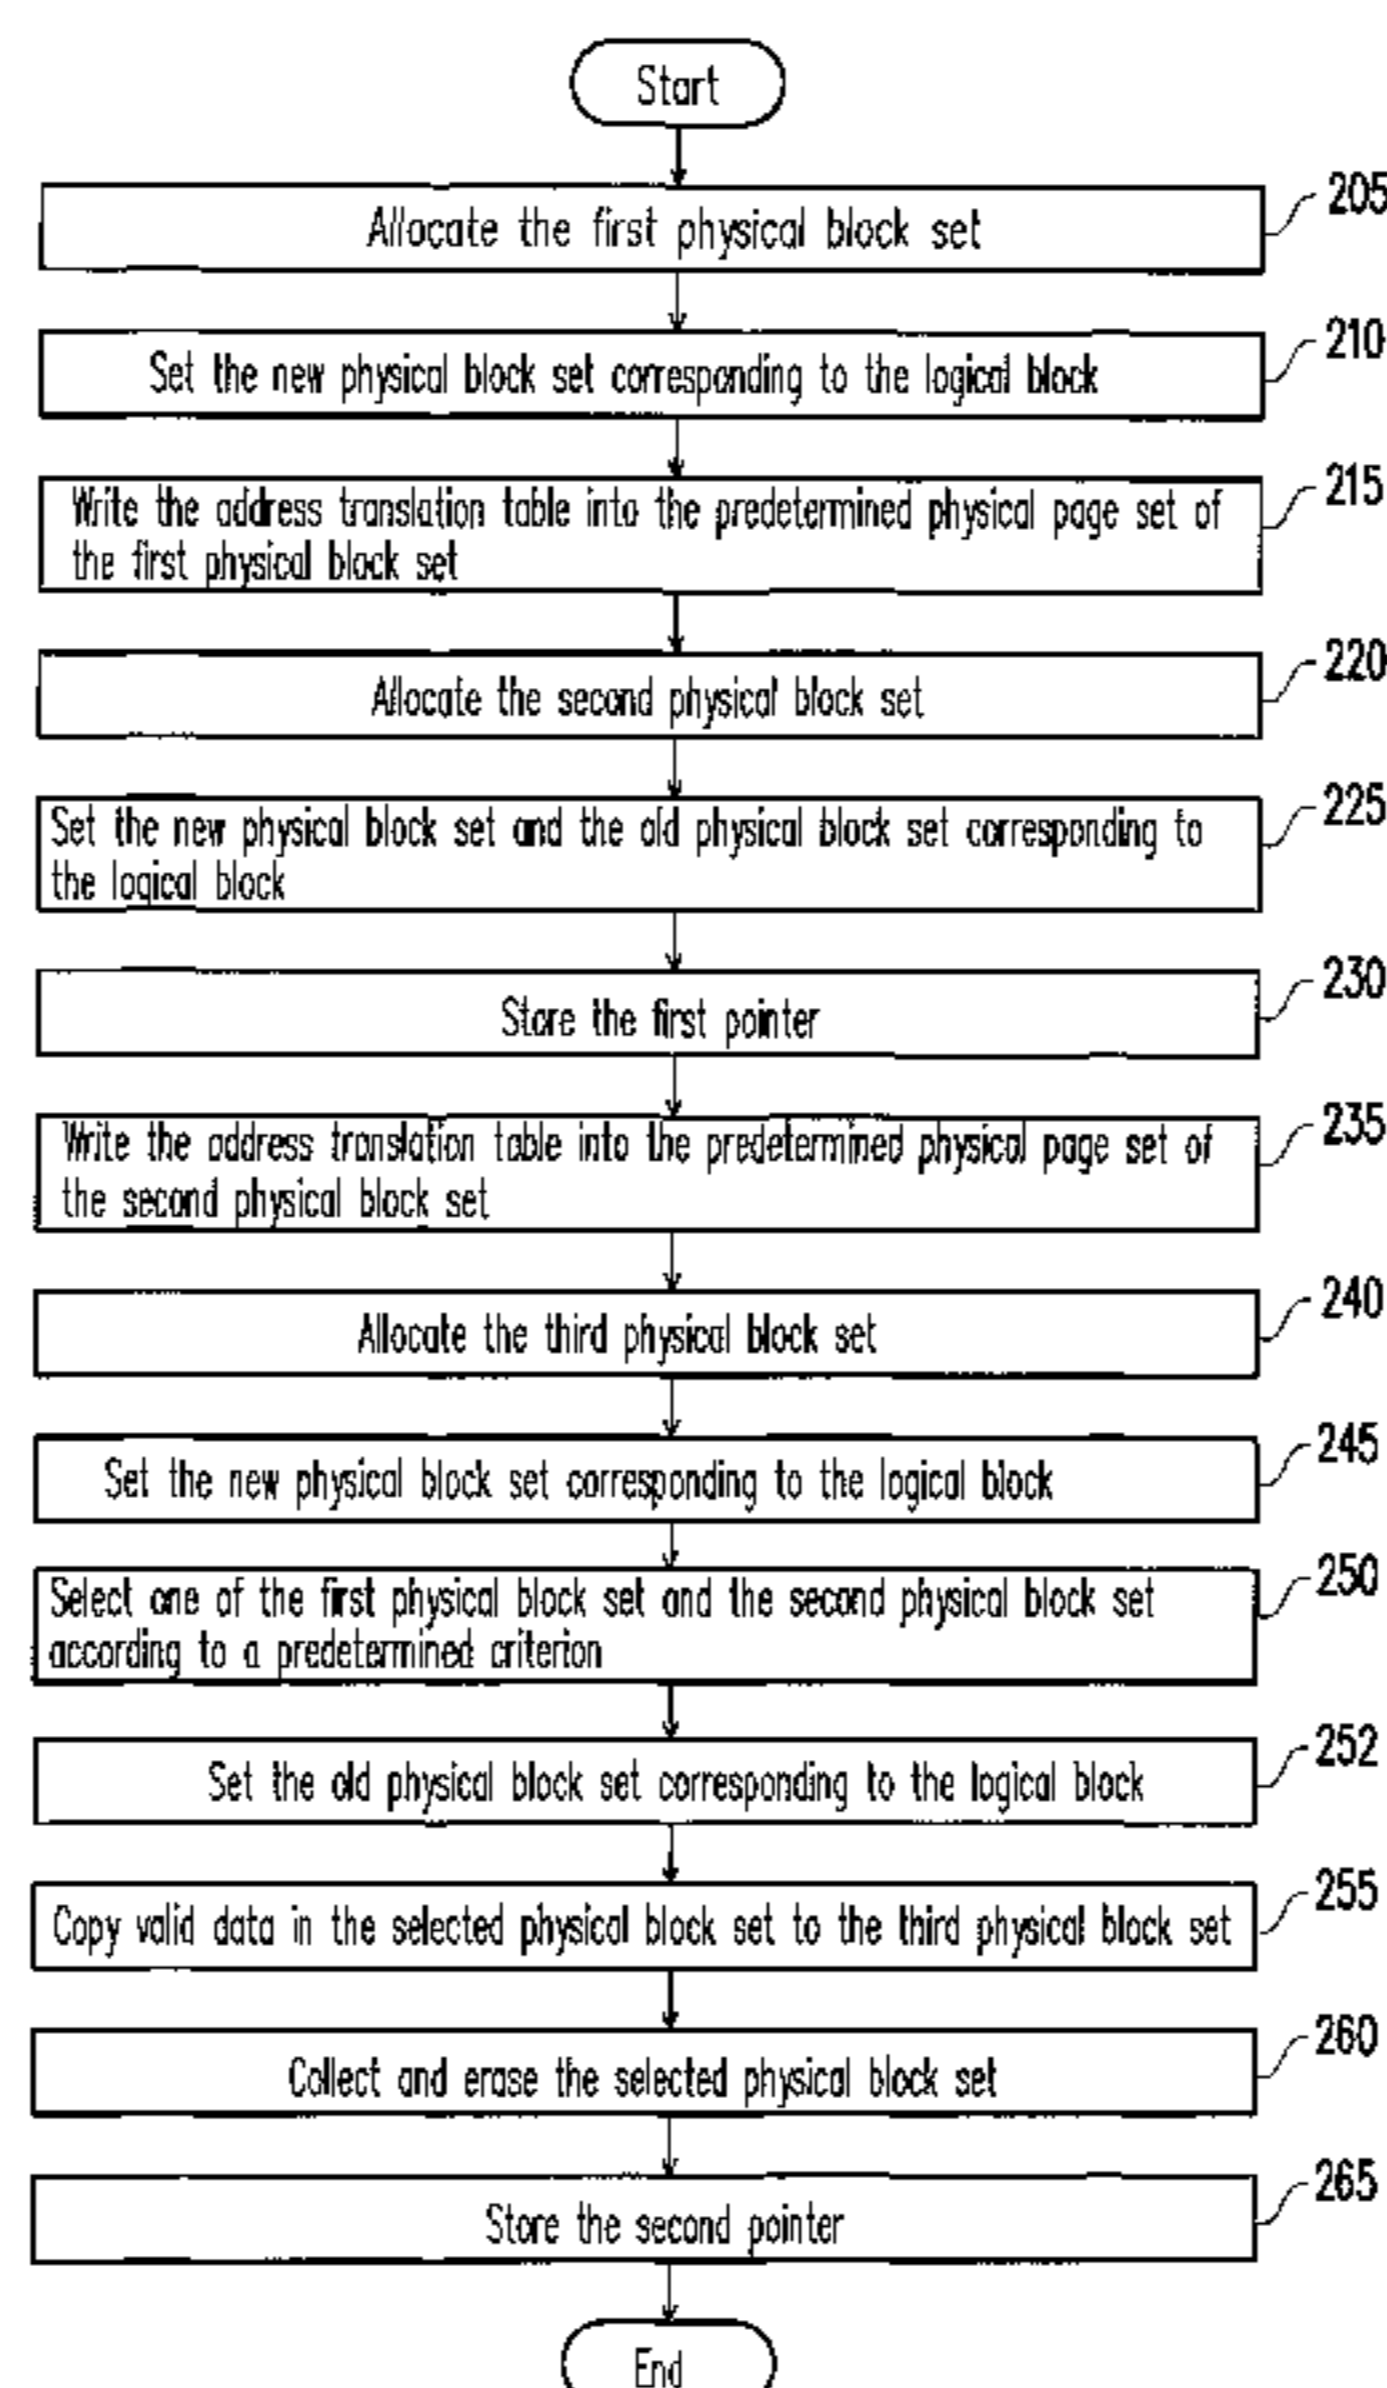 Start
Allocate the first physical block set
205
Set the new physical block set corresponding to the logical block
210
Write the address translation table into the predetermined physical page set of
the first physical block set
215
Allocate the second physical block set
220
Set the new physical block set and the old physical block set corresponding to
the logical block
225
Store the first pointer
230
Write the address translation table into the predetermined physical page set of
the second physical block set
235
Allocate the third physical block set
240
Set the new physical block set corresponding to the logical block
245
Select one of the first physical block set and the second physical block set
according to a predetermined criterion
250
Set the old physical block set corresponding to the logical block
252
Copy valid data in the selected physical block set to the third physical block set
255
Collect and erase the selected physical block set
260
Store the second pointer
265
End